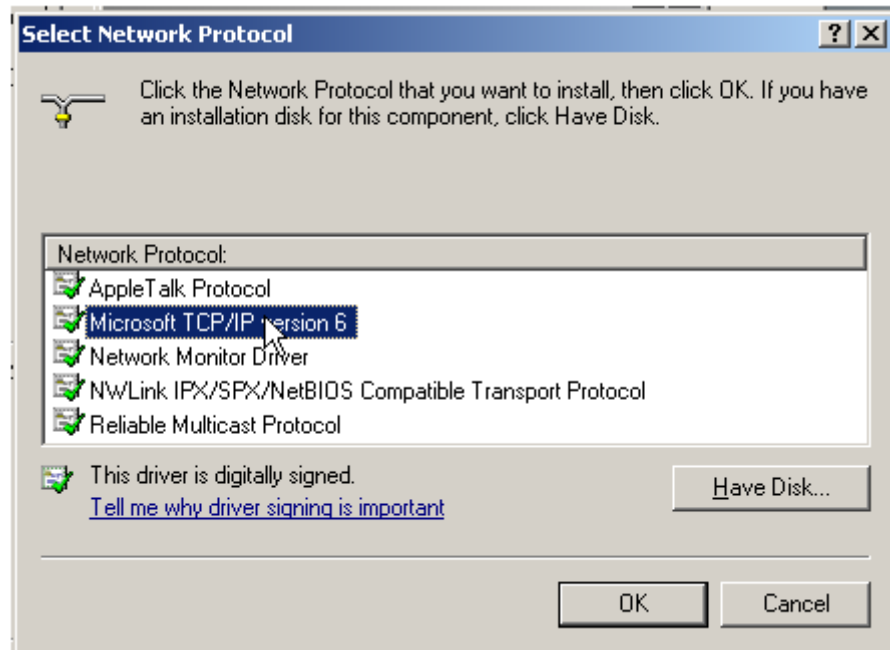 Select Network Protocol
Click the Network Protocol that you want to install, then click OK. If you have
an installation disk for this component, click Have Disk.
Network Protocol:
AppleTalk Protocol
Microsoft TCP/IP version 6
Network Monitor Driver
NWLink IPX/SPX/NetBIOS Compatible Transport Protocol
Reliable Multicast Protocol
This driver is digitally signed.
Have Disk...
Tell me why driver signing is important
OK
Cancel